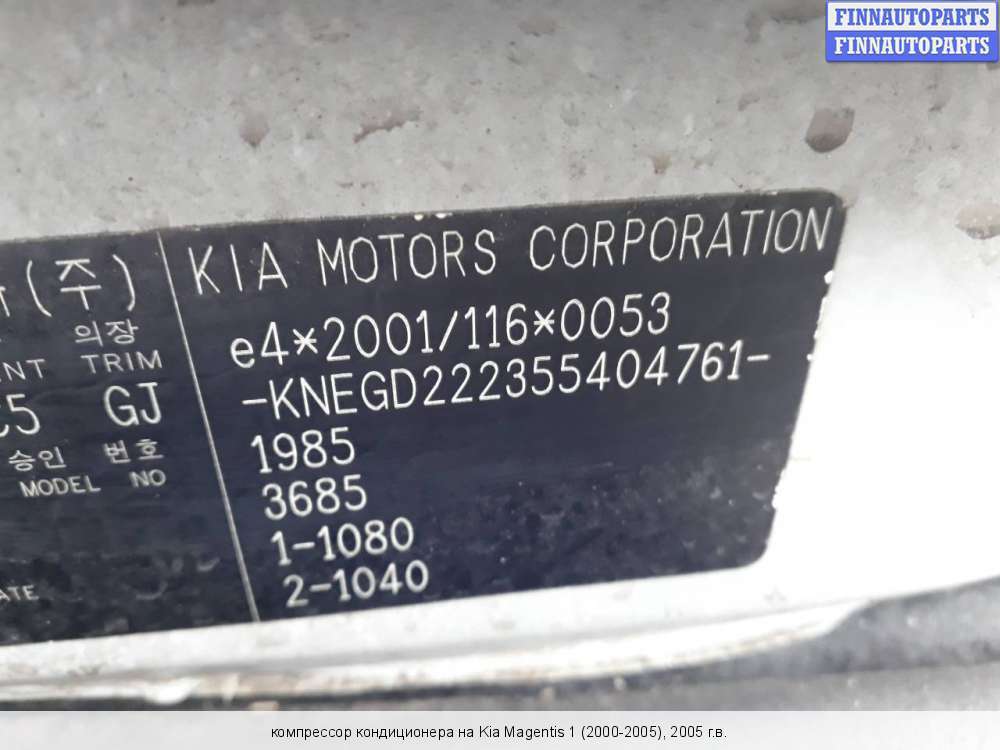 FINNAUTOPARTS
FINNAUTOPARTS
(주)
KIA MOTORS CORPORATION
의장
TRIM
e4*2001/116*0053
GJ
-KNEGD222355404761-
승인 번호
MODEL NO
1985
3685
1-1080
2-1040
компрессор кондиционера на Kia Magentis 1 (2000-2005), 2005 г.в.